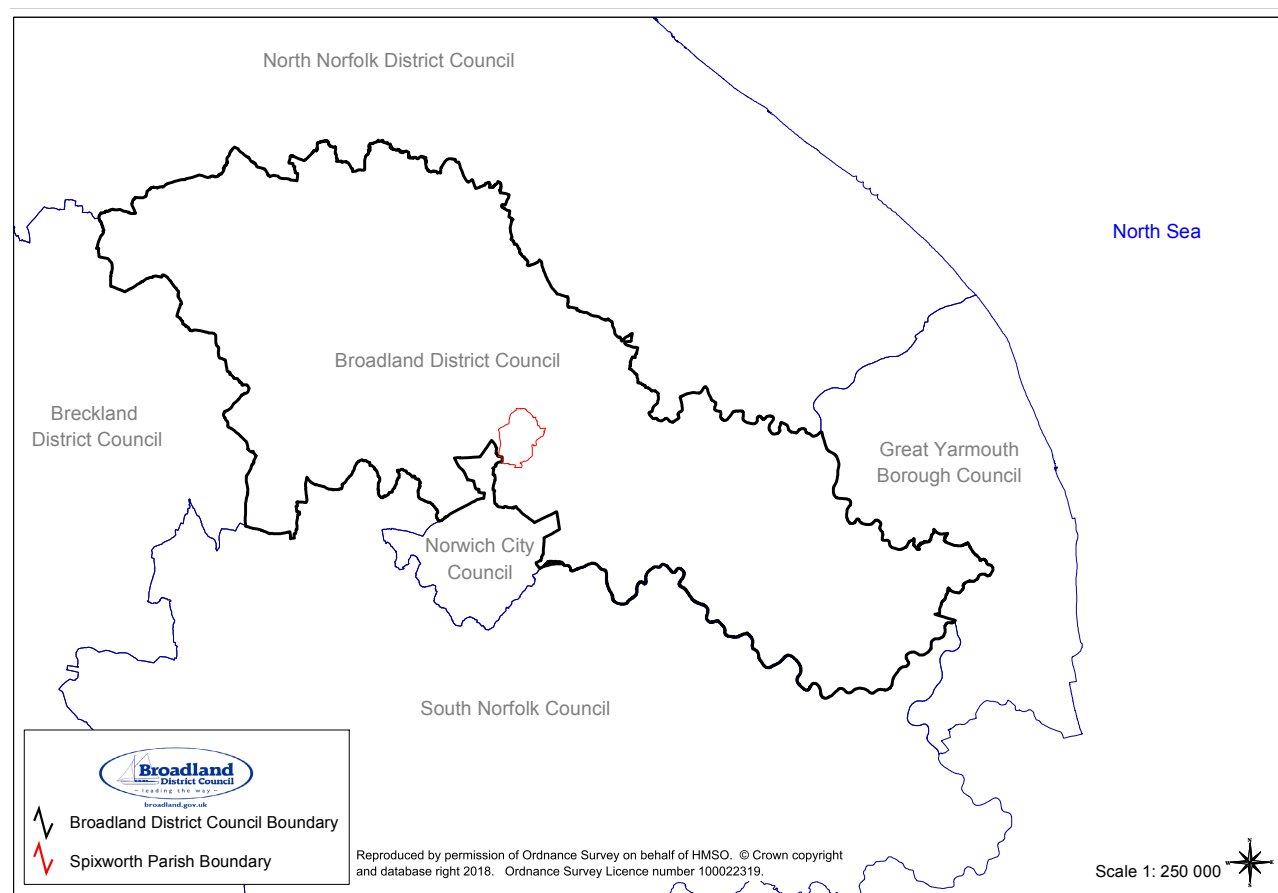 North Norfolk District Council
North Sea
Broadland District Council
Breckland
District Council
Great Yarmouth
Borough Council
Norwich City
Council
South Norfolk Council
Broadland
District Council
~ leading the way ~
broadland.gov.uk
Broadland District Council Boundary
Spixworth Parish Boundary
Reproduced by permission of Ordnance Survey on behalf of HMSO. © Crown copyright
and database right 2018. Ordnance Survey Licence number 100022319.
Scale 1: 250 000